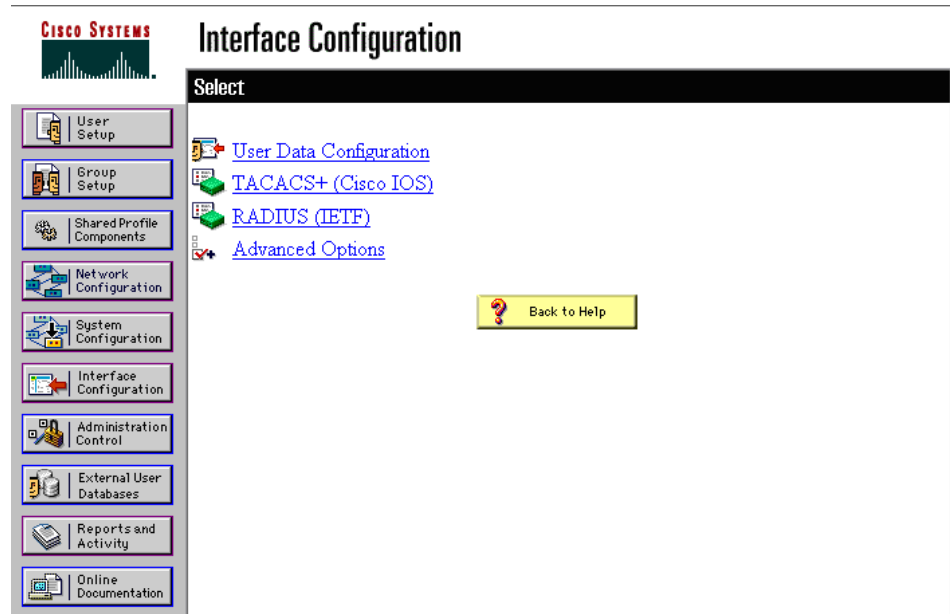 CISCO SYSTEMS
Interface Configuration
Select
User
Setup
Group
Setup
Shared Profile
Components
Network
Configuration
System
Configuration
Interface
Configuration
Administration
Control
External User
Databases
Reports and
Activity
Online
Documentation
User Data Configuration
TACACS+ (Cisco IOS)
RADIUS (IETF)
Advanced Options
Back to Help